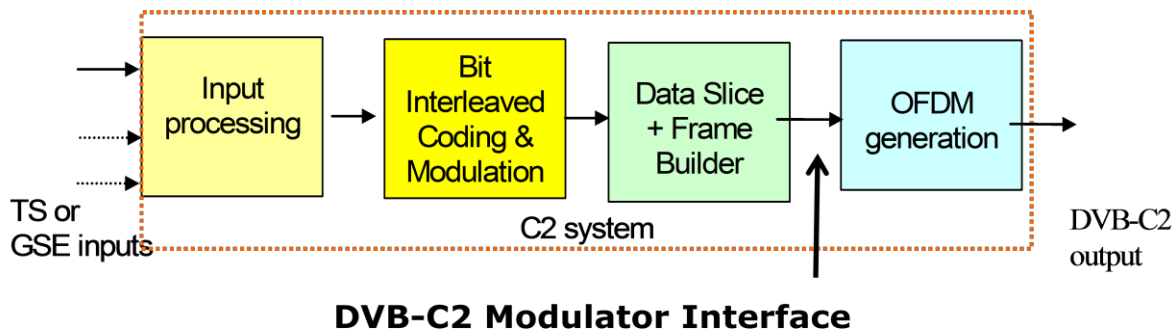 Input
processing
Bit
Interleaved
Coding &
Modulation
Data Slice
+ Frame
Builder
OFDM
generation
TS or
GSE inputs
C2 system
DVB-C2
output
DVB-C2 Modulator Interface